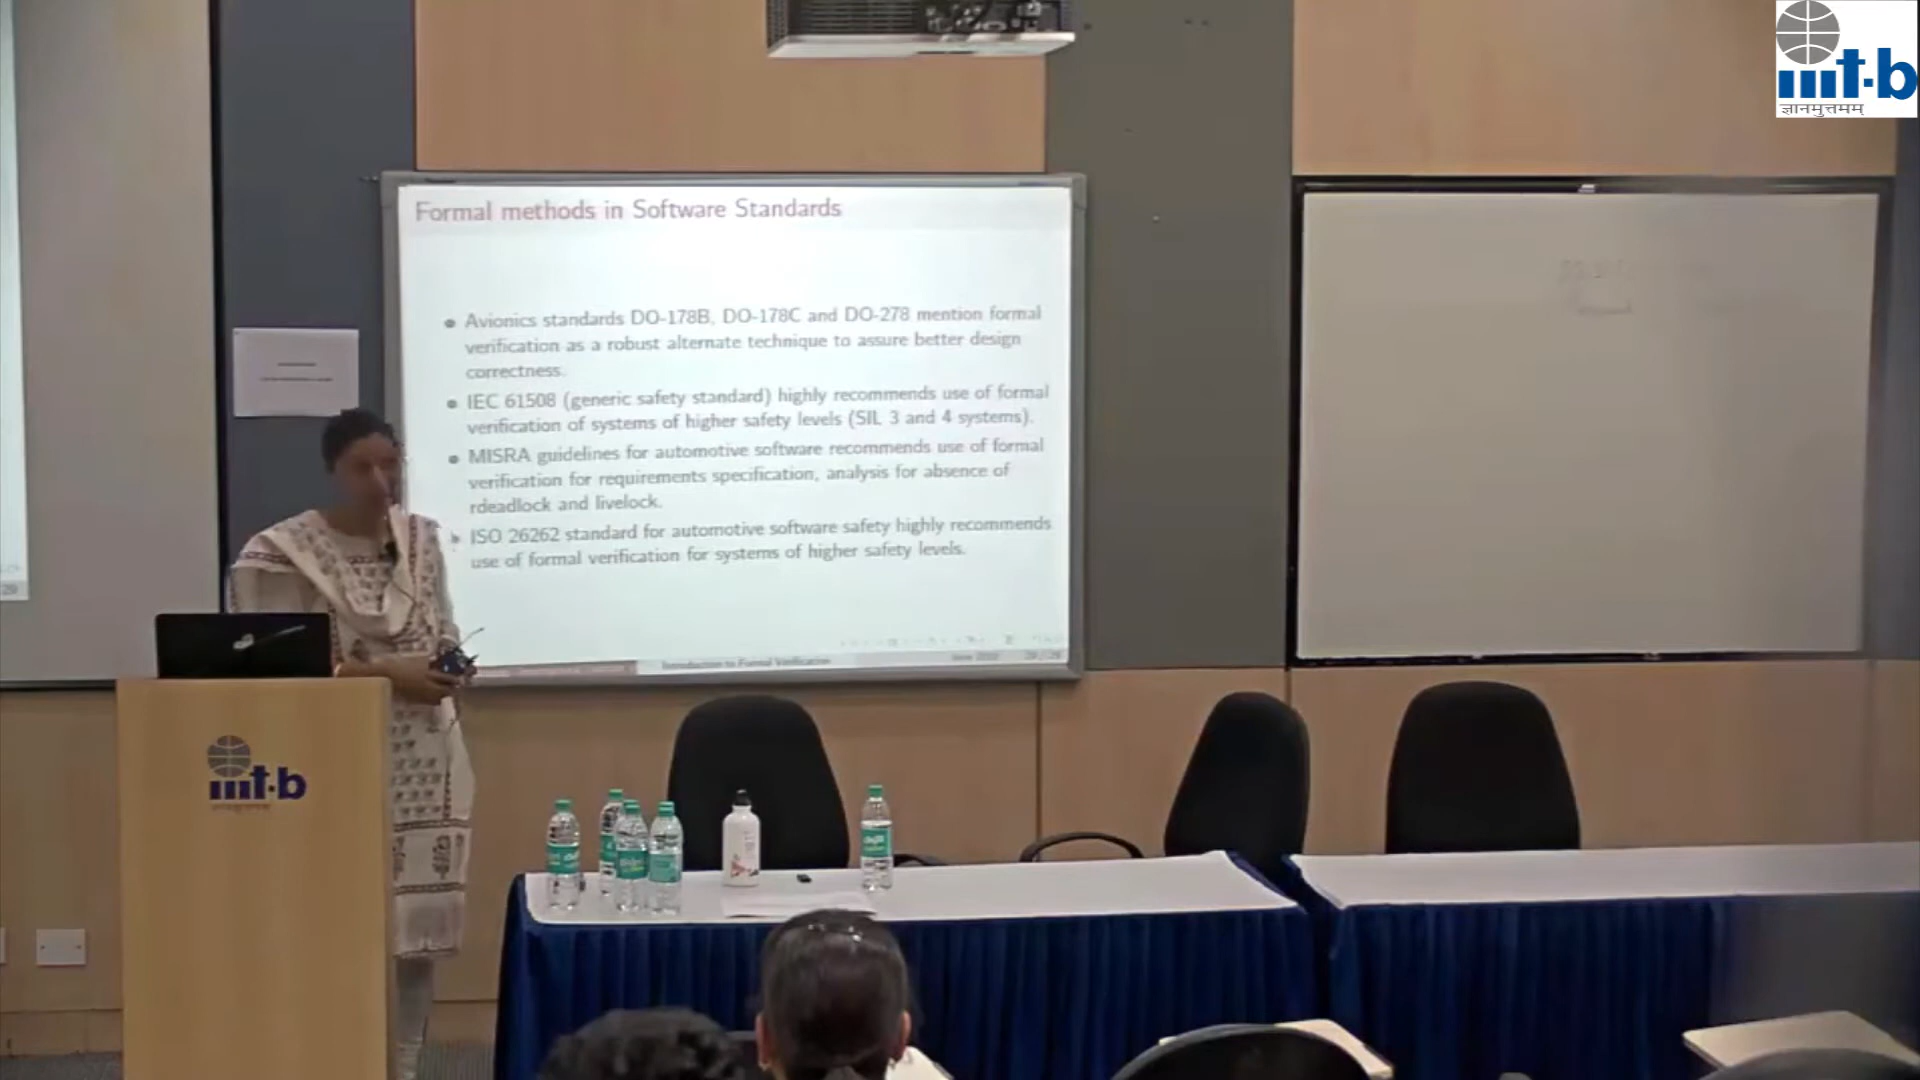 iiit-b
ज्ञानमुत्तमम्
Formal methods in Software Standards
Avionics standards DO-178B, DO-178C and DO-278 mention formal
verification as a robust alternate technique to assure better design
correctness.
IEC 61508 (generic safety standard) highly recommends use of formal
verification of systems of higher safety levels (SIL 3 and 4 systems).
MISRA guidelines for automotive software recommends use of formal
verification for requirements specification, analysis for absence of
rdeadlock and livelock.
ISO 26262 standard for automotive software safety highly recommends
use of formal verification for systems of higher safety levels.
Introduction to Formal Verification
29
iiit-b